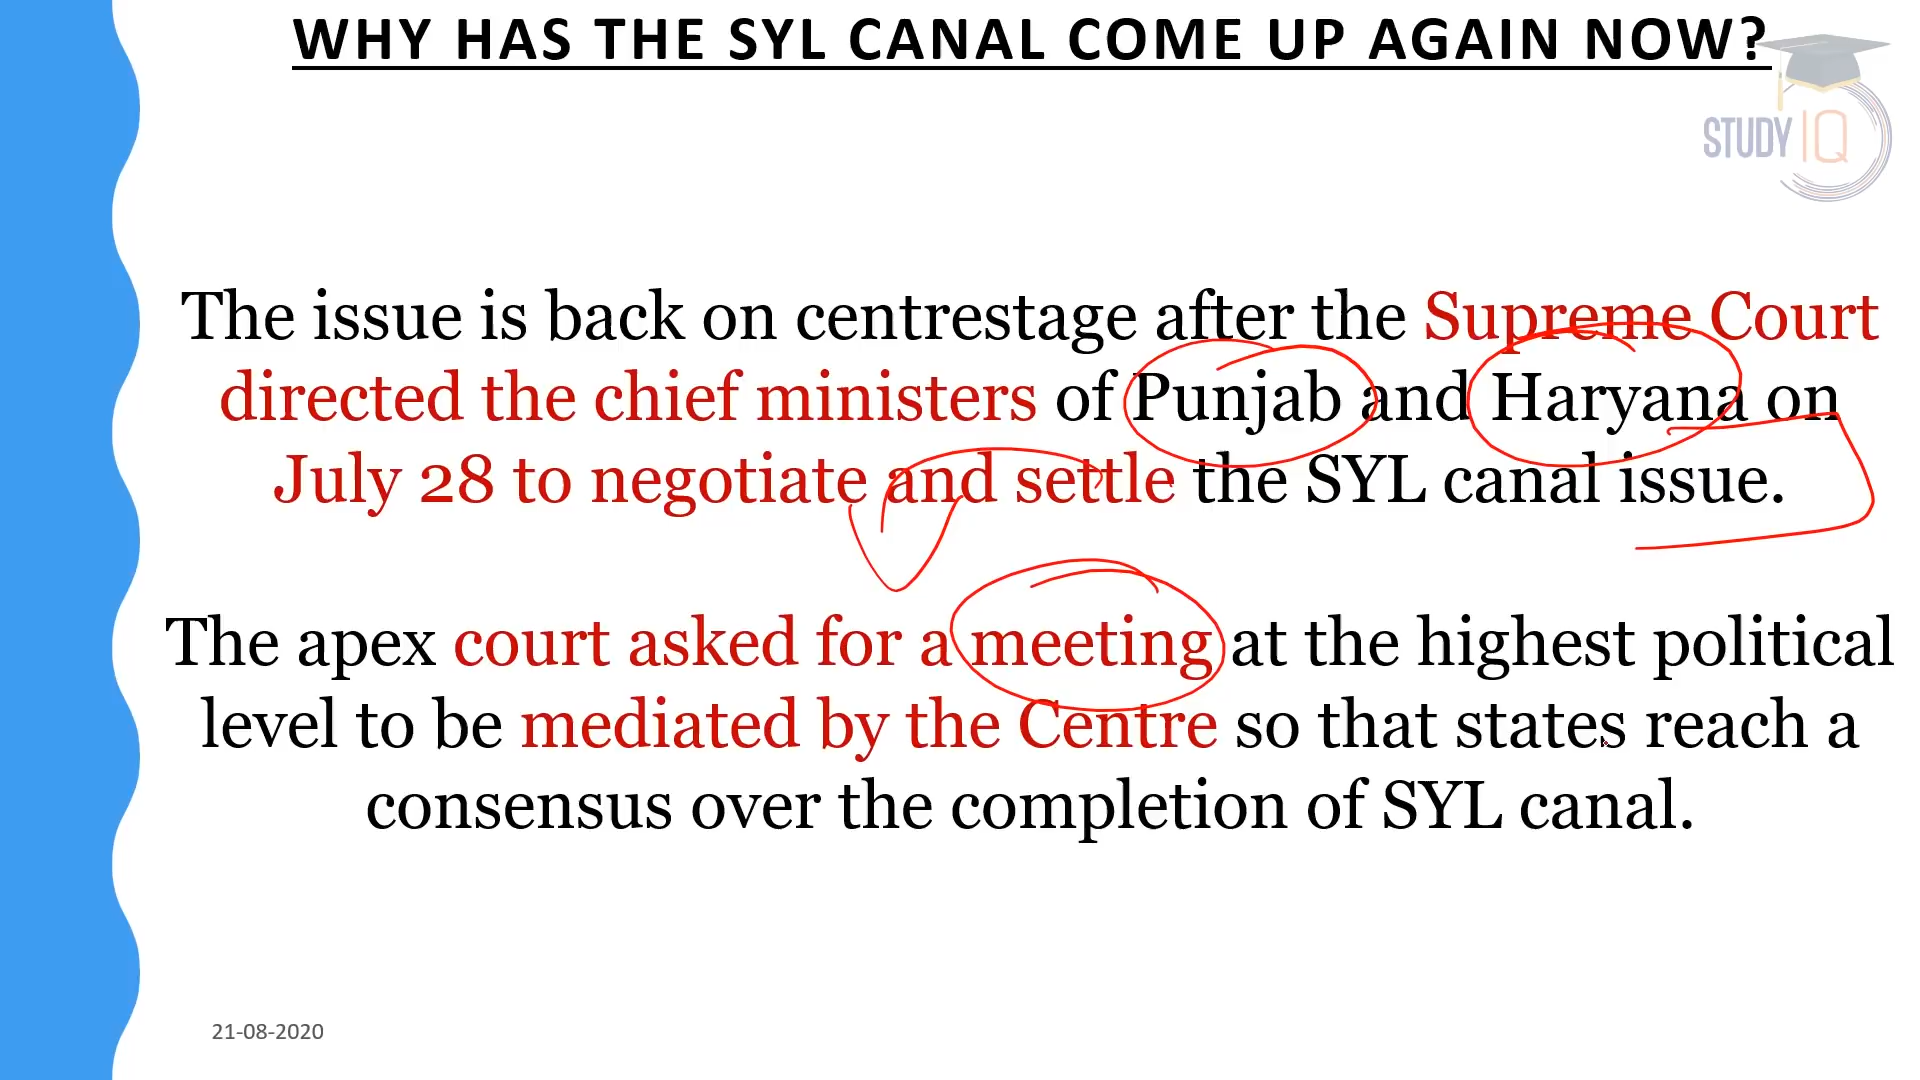 WHY HAS THE SYL CANAL COME UP AGAIN NOW?
STUDY IQ
The issue is back on centrestage after the Supreme Court
directed the chief ministers of Punjab and Haryana on
July 28 to negotiate and settle the SYL canal issue.
The apex court asked for a meeting at the highest political
level to be mediated by the Centre so that states reach a
consensus over the completion of SYL canal.
21-08-2020